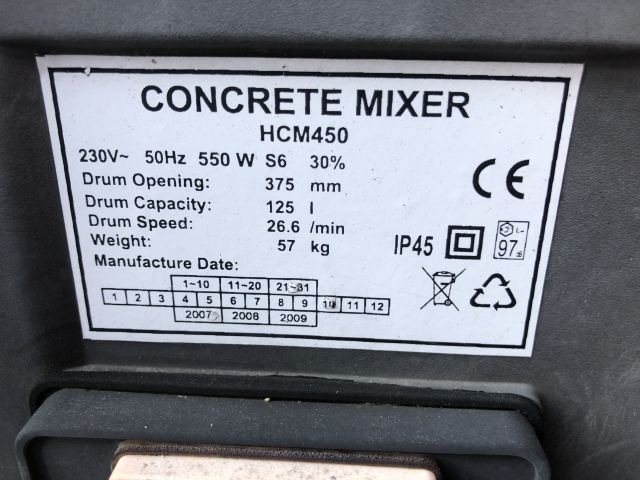 CONCRETE MIXER
HCM450
230V~ 50Hz 550 W S6 30%
Drum Opening: 375 mm
Drum Capacity: 125 l
Drum Speed: 26.6 /min
Weight: 57 kg
CE
IP45
97
Manufacture Date:
1~10 11~20 21~31
1 2 3 4 5 6 7 8 9 10 11 12
2007 2008 2009